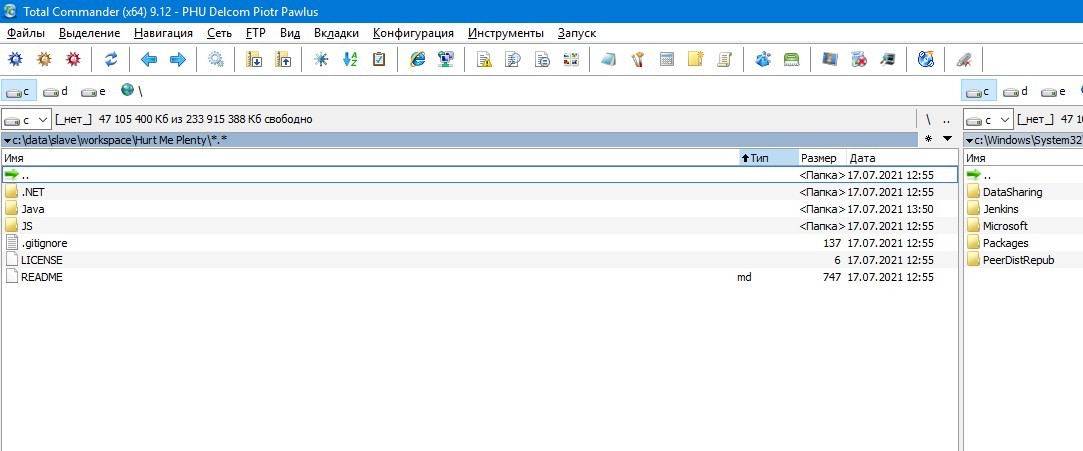 Total Commander (x64) 9.12 - PHU Delcom Piotr Pawlus
Файлы Выделение Навигация Сеть FTP Вид Вкладки Конфигурация Инструменты Запуск
c d e \ c d e
c [_нет_] 47 105 400 Кб из 233 915 388 Кб свободно \ .. c [_нет_] 47 1
c:\data\slave\workspace\Hurt Me Plenty\*.* * c:\Windows\System32\
Имя Тип Размер Дата Имя
.. <Папка> 17.07.2021 12:55 ..
.NET <Папка> 17.07.2021 12:55 DataSharing
Java <Папка> 17.07.2021 13:50 Jenkins
JS <Папка> 17.07.2021 12:55 Microsoft
.gitignore 137 17.07.2021 12:55 Packages
LICENSE 6 17.07.2021 12:55 PeerDistRepub
README md 747 17.07.2021 12:55